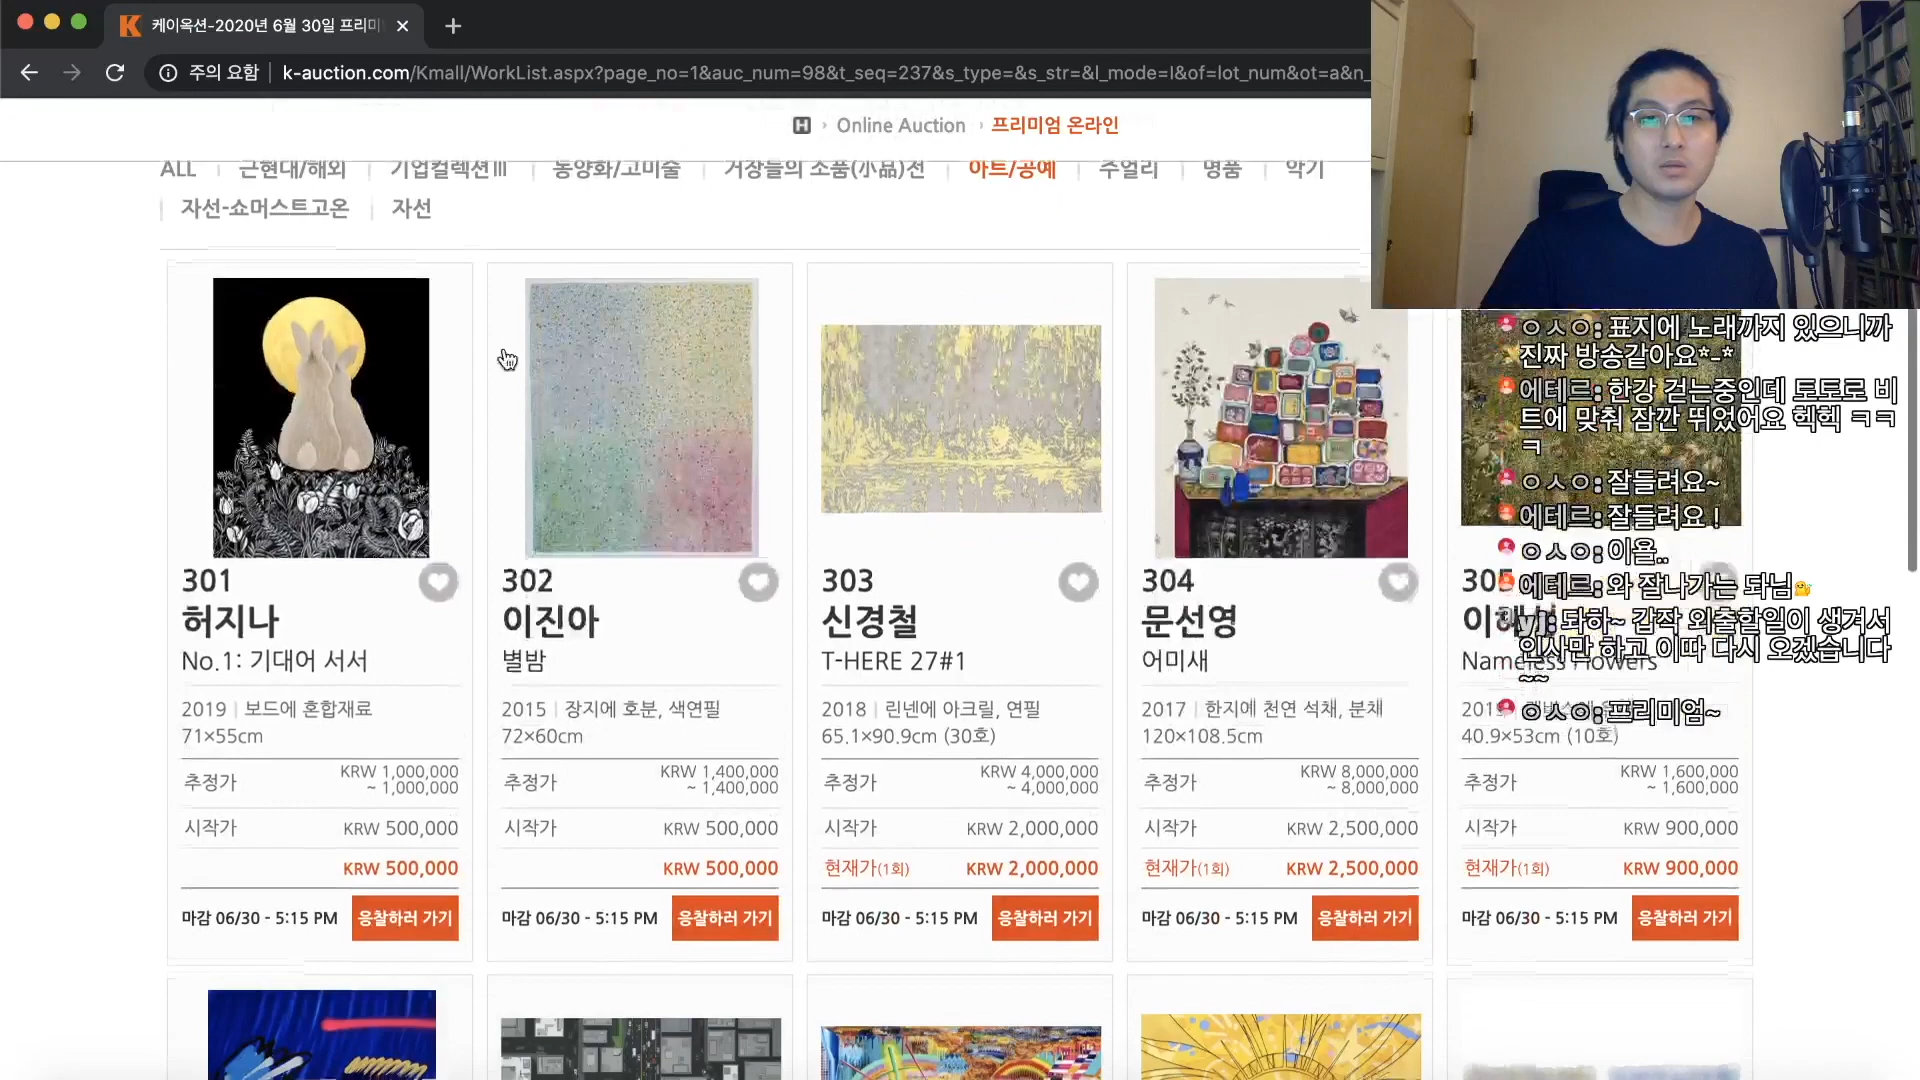 케이옥션-2020년 6월 30일 프리미
주의 요함 | k-auction.com/Kmall/WorkList.aspx?page_no=1&auc_num=98&t_seq=237&s_type=&s_str=&l_mode=l&of=lot_num&ot=a&n_
H › Online Auction › 프리미엄 온라인
ALL 근현대/해외 기업컬렉션Ⅲ 동양화/고미술 거장들의 소품(小品)전 아트/공예 주얼리 명품 악기
자선-쇼머스트고온 자선
301
허지나
No.1: 기대어 서서
2019 | 보드에 혼합재료
71×55cm
추정가 KRW 1,000,000
~ 1,000,000
시작가 KRW 500,000
KRW 500,000
마감 06/30 - 5:15 PM 응찰하러 가기
302
이진아
별밤
2015 | 장지에 호분, 색연필
72×60cm
추정가 KRW 1,400,000
~ 1,400,000
시작가 KRW 500,000
KRW 500,000
마감 06/30 - 5:15 PM 응찰하러 가기
303
신경철
T-HERE 27#1
2018 | 린넨에 아크릴, 연필
65.1×90.9cm (30호)
추정가 KRW 4,000,000
~ 4,000,000
시작가 KRW 2,000,000
현재가(1회) KRW 2,000,000
마감 06/30 - 5:15 PM 응찰하러 가기
304
문선영
어미새
2017 | 한지에 천연 석채, 분채
120×108.5cm
추정가 KRW 8,000,000
~ 8,000,000
시작가 KRW 2,500,000
현재가(1회) KRW 2,500,000
마감 06/30 - 5:15 PM 응찰하러 가기
305
Nameless Flowers
40.9×53cm (10호)
추정가 KRW 1,600,000
~ 1,600,000
시작가 KRW 900,000
현재가(1회) KRW 900,000
마감 06/30 - 5:15 PM 응찰하러 가기
ㅇㅅㅇ: 표지에 노래까지 있으니까
진짜 방송같아요*-*
에테르: 한강 걷는중인데 토토로 비
트에 맞춰 잠깐 뛰었어요 헥헥 ㅋㅋ
ㅋ
ㅇㅅㅇ: 잘들려요~
에테르: 잘들려요 !
ㅇㅅㅇ: 이욜..
에테르: 와 잘나가는 돠님
yj: 돠하~ 갑작 외출할일이 생겨서
인사만 하고 이따 다시 오겠습니다
~~
ㅇㅅㅇ: 프리미엄~